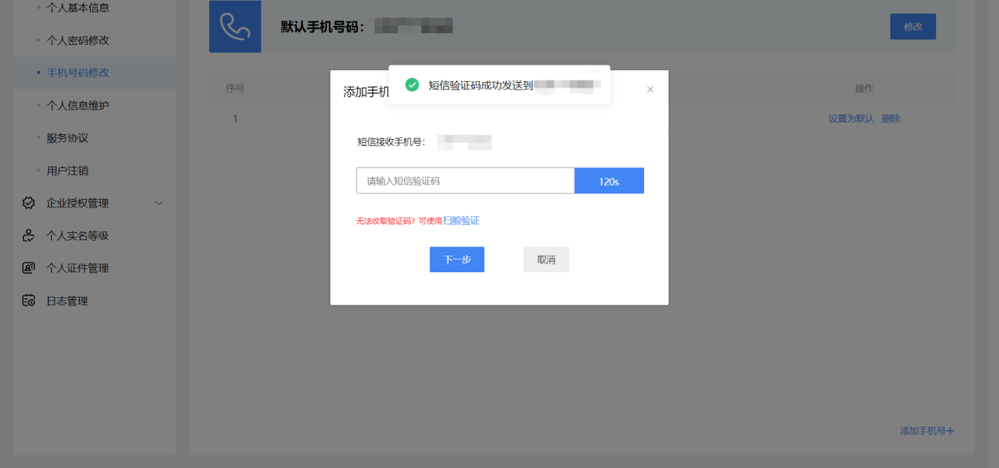 个人基本信息
个人密码修改
手机号码修改
个人信息维护
服务协议
用户注销
企业授权管理
个人实名等级
个人证件管理
日志管理
默认手机号码：
修改
序号
操作
1
设置为默认 删除
添加手机
短信验证码成功发送到
短信接收手机号：
请输入短信验证码
120s
无法收取验证码？可使用扫脸验证
下一步
取消
添加手机号+